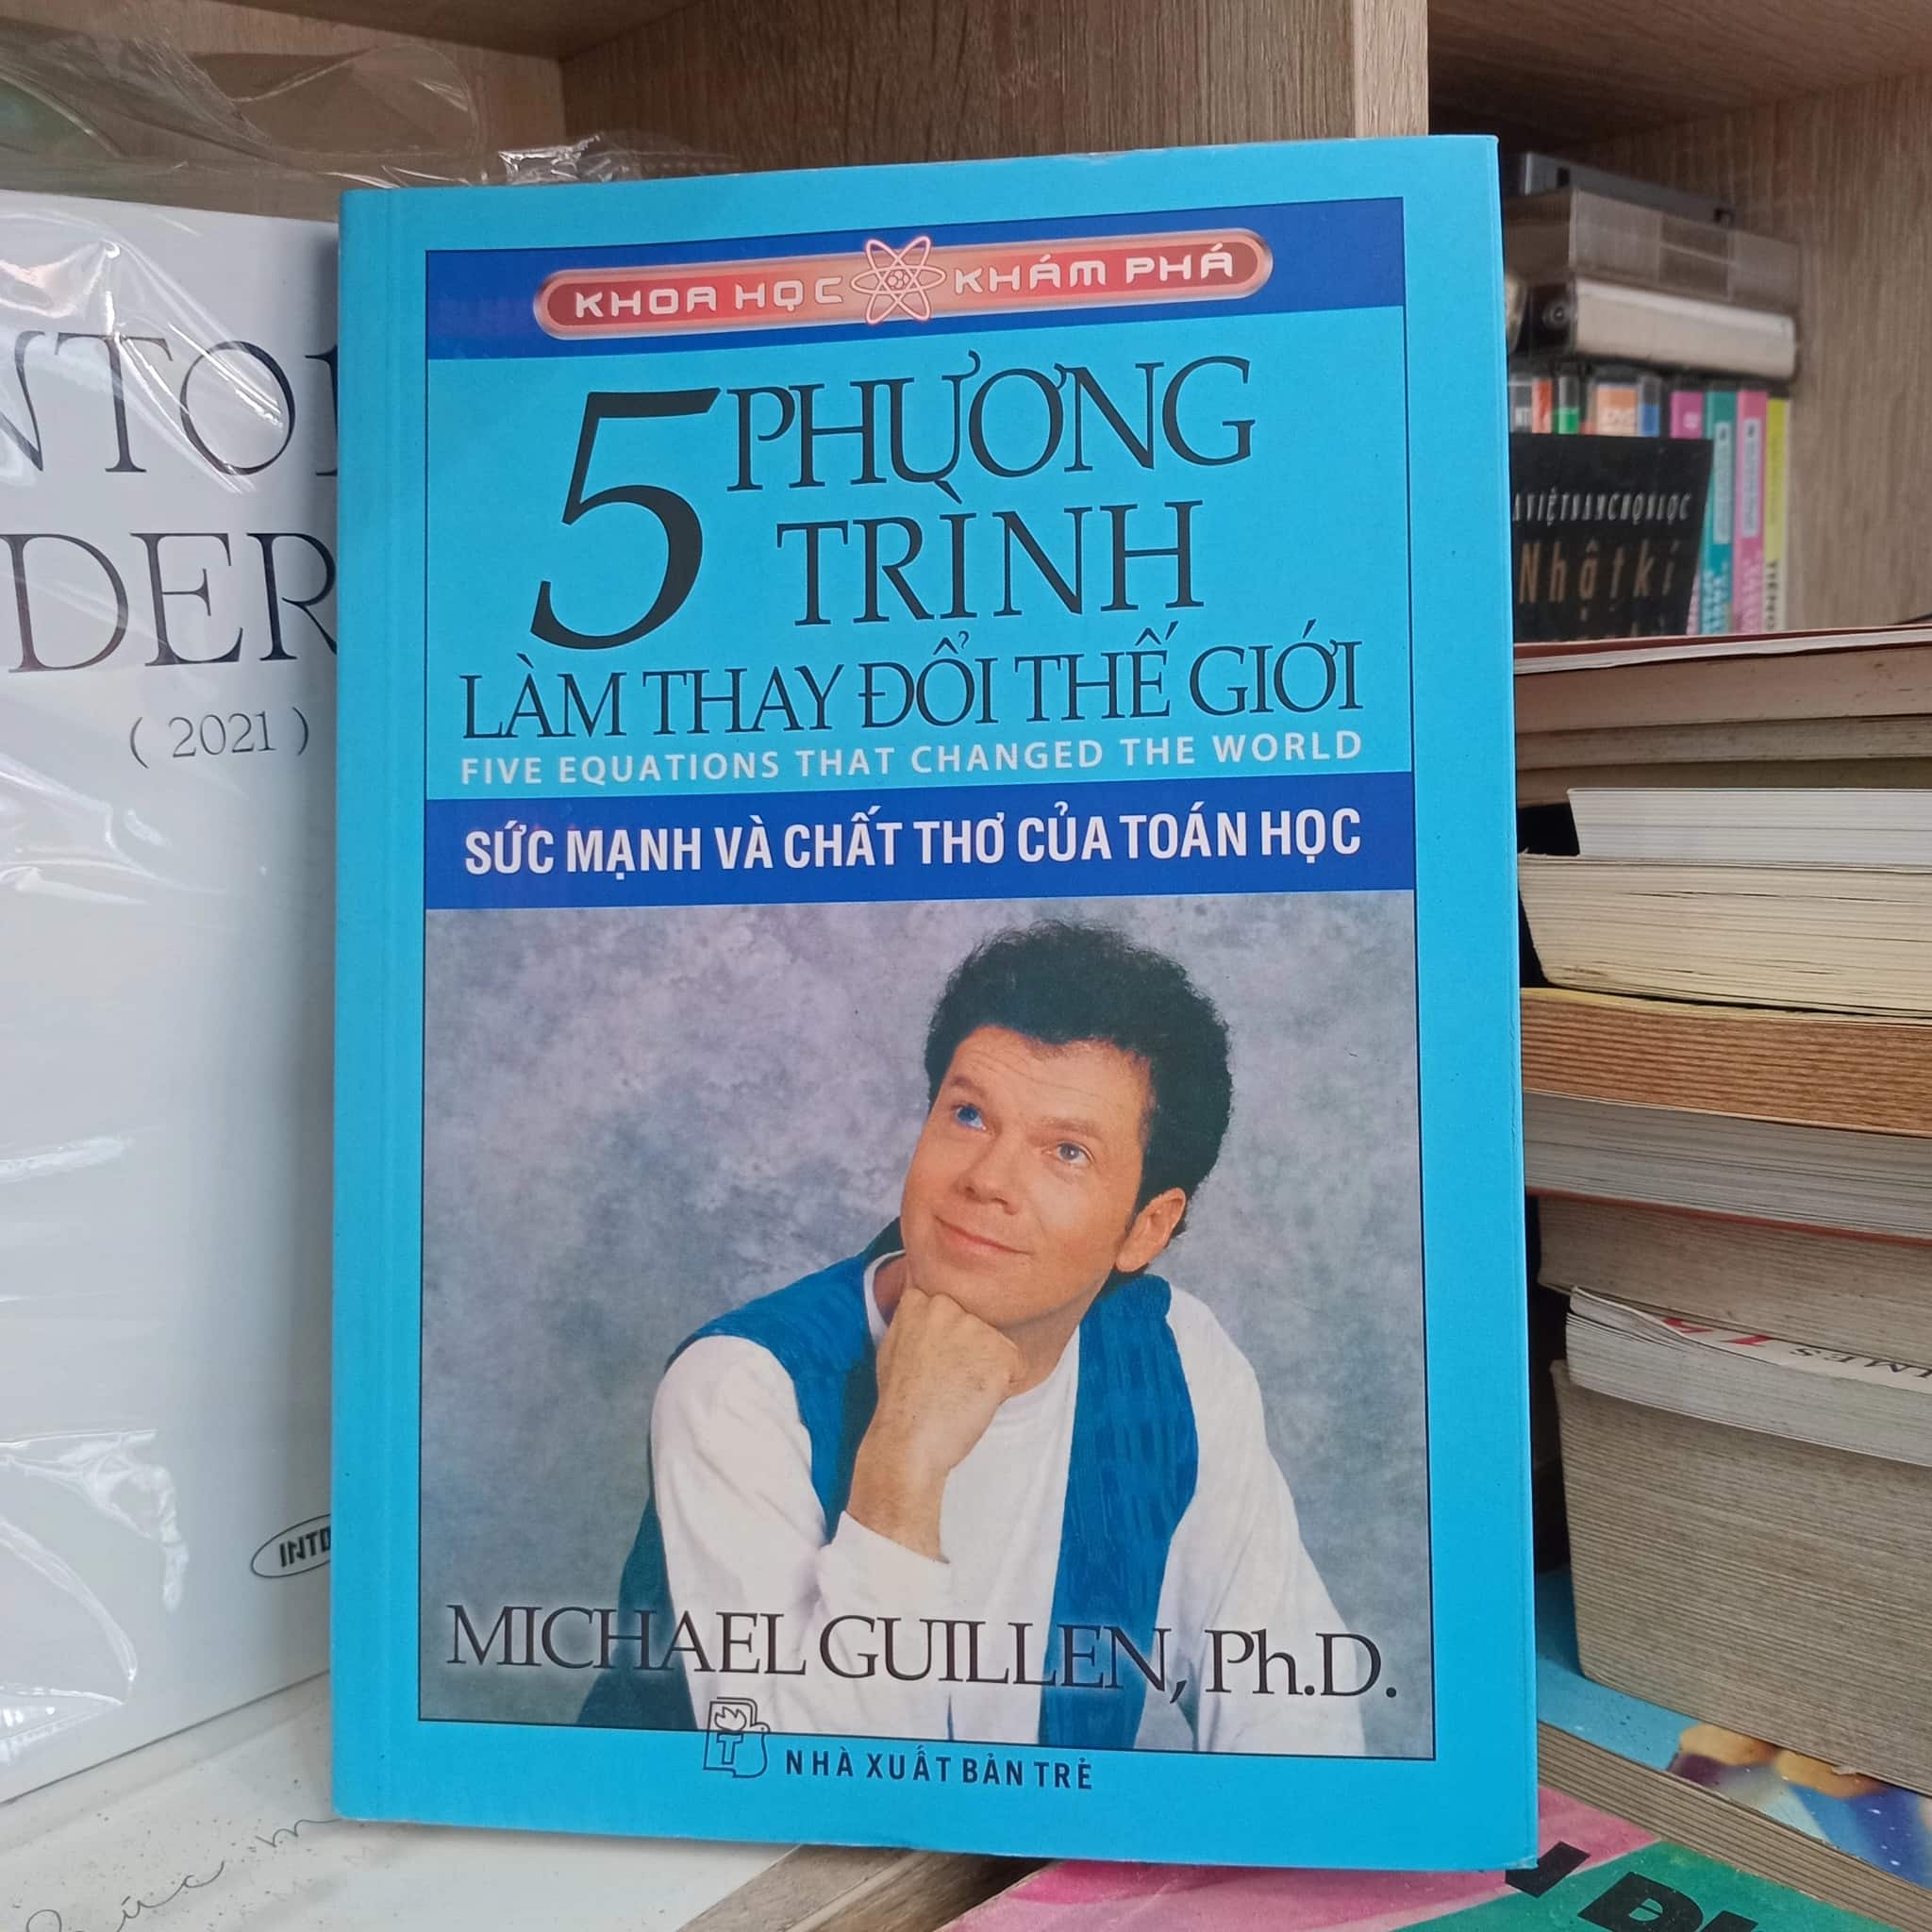 KHOA HỌC KHÁM PHÁ
5 PHƯƠNG
TRÌNH
LÀM THAY ĐỔI THẾ GIỚI
FIVE EQUATIONS THAT CHANGED THE WORLD
SỨC MẠNH VÀ CHẤT THƠ CỦA TOÁN HỌC
MICHAEL GUILLEN, Ph.D.
T
NHÀ XUẤT BẢN TRẺ
DER
( 2021 )
Nhật kí